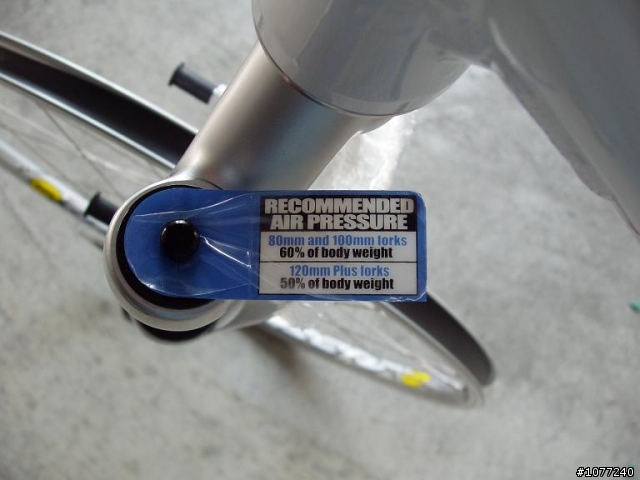 RECOMMENDED
AIR PRESSURE
80mm and 100mm forks
60% of body weight
120mm Plus forks
50% of body weight
#1077240